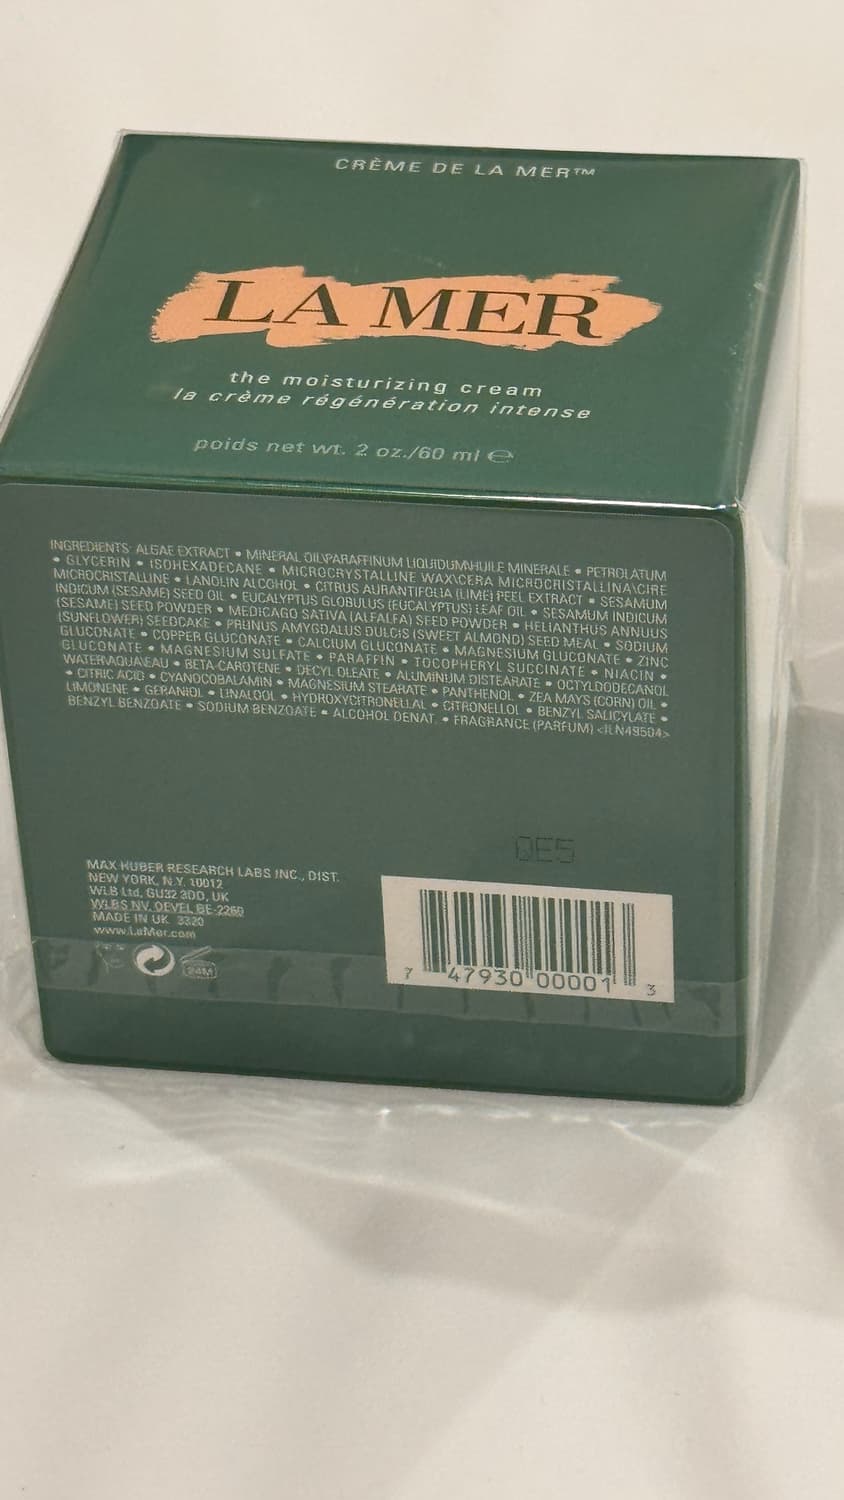 CRÈME DE LA MER™
LA MER
the moisturizing cream
la crème régénération intense
poids net wt. 2 oz./60 ml ℮
INGREDIENTS: ALGAE EXTRACT • MINERAL OIL\PARAFFINUM LIQUIDUM\HUILE MINERALE • PETROLATUM
• GLYCERIN • ISOHEXADECANE • MICROCRYSTALLINE WAX\CERA MICROCRISTALLINA\CIRE
MICROCRISTALLINE • LANOLIN ALCOHOL • CITRUS AURANTIFOLIA (LIME) PEEL EXTRACT • SESAMUM
INDICUM (SESAME) SEED OIL • EUCALYPTUS GLOBULUS (EUCALYPTUS) LEAF OIL • SESAMUM INDICUM
(SESAME) SEED POWDER • MEDICAGO SATIVA (ALFALFA) SEED POWDER • HELIANTHUS ANNUUS
(SUNFLOWER) SEEDCAKE • PRUNUS AMYGDALUS DULCIS (SWEET ALMOND) SEED MEAL • SODIUM
GLUCONATE • COPPER GLUCONATE • CALCIUM GLUCONATE • MAGNESIUM GLUCONATE • ZINC
GLUCONATE • MAGNESIUM SULFATE • PARAFFIN • TOCOPHERYL SUCCINATE • NIACIN •
WATER\AQUA\EAU • BETA-CAROTENE • DECYL OLEATE • ALUMINUM DISTEARATE • OCTYLDODECANOL
• CITRIC ACID • CYANOCOBALAMIN • MAGNESIUM STEARATE • PANTHENOL • ZEA MAYS (CORN) OIL •
LIMONENE • GERANIOL • LINALOOL • HYDROXYCITRONELLAL • CITRONELLOL • BENZYL SALICYLATE •
BENZYL BENZOATE • SODIUM BENZOATE • ALCOHOL DENAT. • FRAGRANCE (PARFUM) <ILN49504>
0E5
MAX HUBER RESEARCH LABS INC., DIST.
NEW YORK, N.Y. 10012
WLB Ltd, GU32 3DD, UK
WLBS NV, OEVEL BE-2260
MADE IN UK 3320
www.LaMer.com
24M
7 47930 00001 3